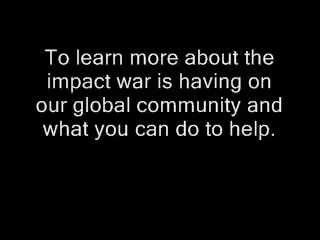 To learn more about the
impact war is having on
our global community and
what you can do to help.